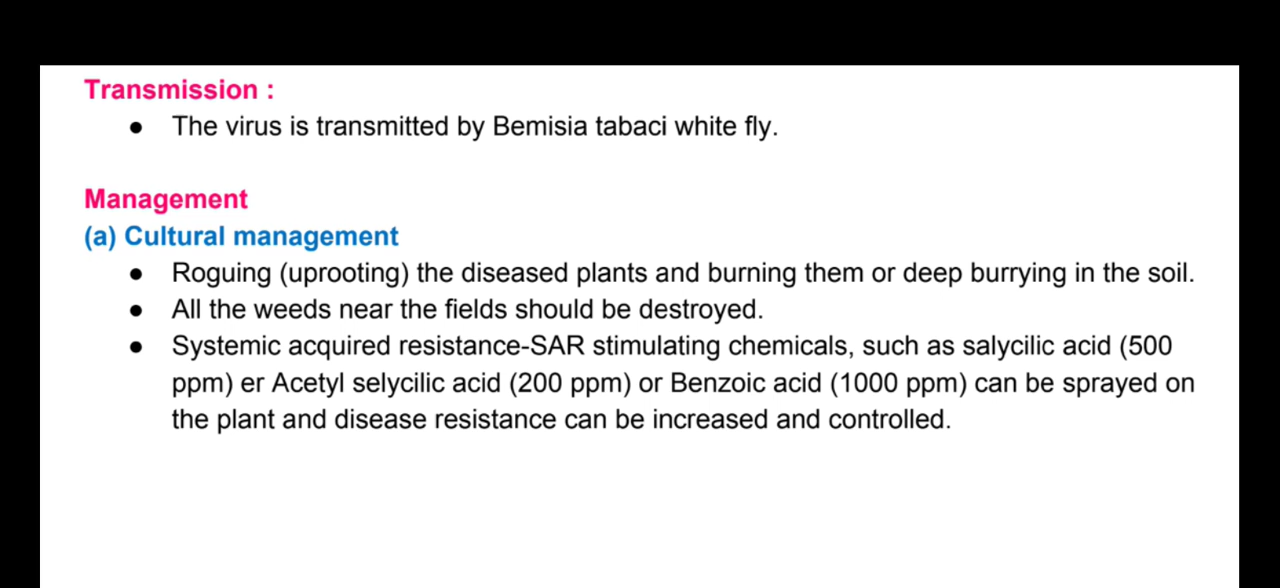 Transmission :
● The virus is transmitted by Bemisia tabaci white fly.
Management
(a) Cultural management
● Roguing (uprooting) the diseased plants and burning them or deep burrying in the soil.
● All the weeds near the fields should be destroyed.
● Systemic acquired resistance-SAR stimulating chemicals, such as salycilic acid (500
ppm) er Acetyl selycilic acid (200 ppm) or Benzoic acid (1000 ppm) can be sprayed on
the plant and disease resistance can be increased and controlled.